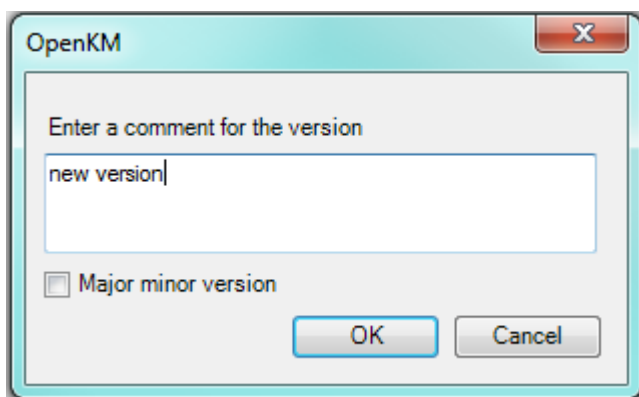 OpenKM
Enter a comment for the version
new version
Major minor version
OK Cancel